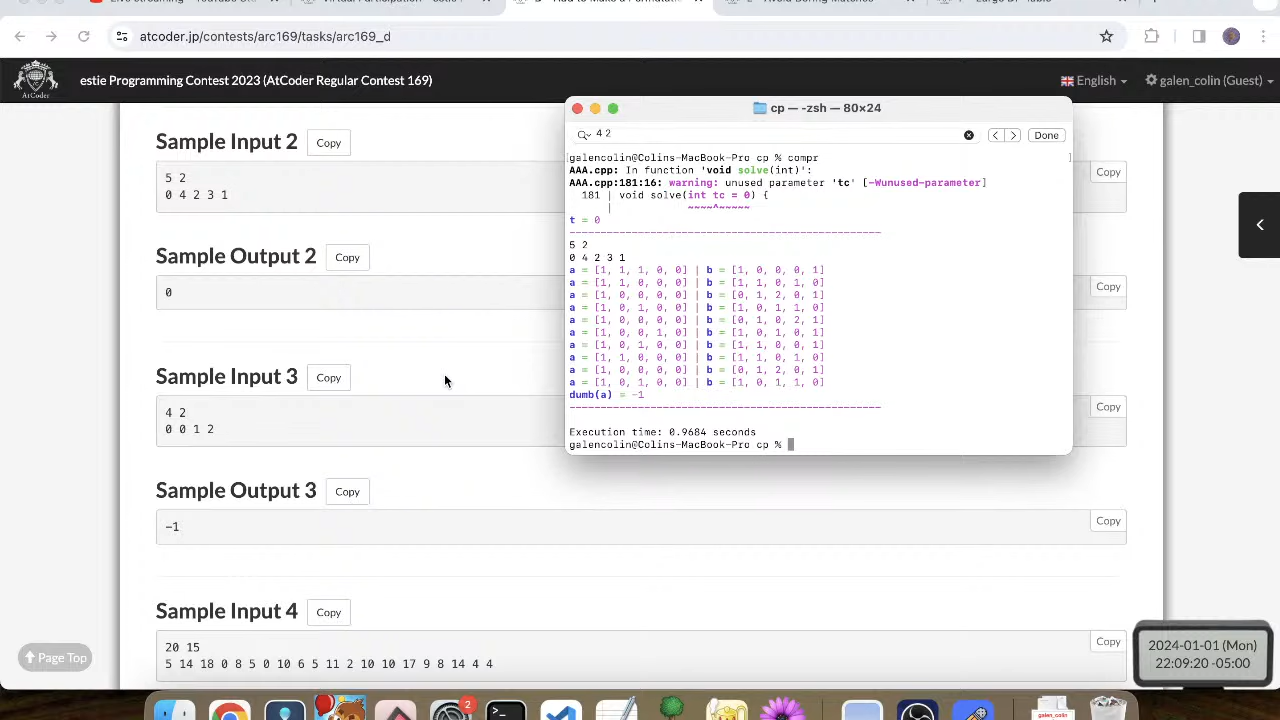 atcoder.jp/contests/arc169/tasks/arc169_d
estie Programming Contest 2023 (AtCoder Regular Contest 169)
English
galen_colin (Guest)
Sample Input 2
Copy
5 2
0 4 2 3 1
Copy
Sample Output 2
Copy
0
Copy
Sample Input 3
Copy
4 2
0 0 1 2
Copy
Sample Output 3
Copy
-1
Copy
Sample Input 4
Copy
20 15
5 14 18 0 8 5 0 10 6 5 11 2 10 10 17 9 8 14 4 4
Copy
Page Top
cp — -zsh — 80×24
4 2
Done
galencolin@Colins-MacBook-Pro cp % compr
AAA.cpp: In function 'void solve(int)':
AAA.cpp:181:16: warning: unused parameter 'tc' [-Wunused-parameter]
181 | void solve(int tc = 0) {
| ~~~~^~~~~~
t = 0
5 2
0 4 2 3 1
a = [1, 1, 1, 0, 0] | b = [1, 0, 0, 0, 1]
a = [1, 1, 0, 0, 0] | b = [1, 1, 0, 1, 0]
a = [1, 0, 0, 0, 0] | b = [0, 1, 2, 0, 1]
a = [1, 0, 1, 0, 0] | b = [1, 0, 1, 1, 0]
a = [1, 0, 0, 0, 0] | b = [0, 1, 0, 2, 1]
a = [1, 0, 0, 1, 0] | b = [1, 0, 1, 0, 1]
a = [1, 0, 1, 0, 0] | b = [1, 1, 0, 0, 1]
a = [1, 1, 0, 0, 0] | b = [1, 1, 0, 1, 0]
a = [1, 0, 0, 0, 0] | b = [0, 1, 2, 0, 1]
a = [1, 0, 1, 0, 0] | b = [1, 0, 1, 1, 0]
dumb(a) = -1
Execution time: 0.9684 seconds
galencolin@Colins-MacBook-Pro cp %
2024-01-01 (Mon)
22:09:20 -05:00
2